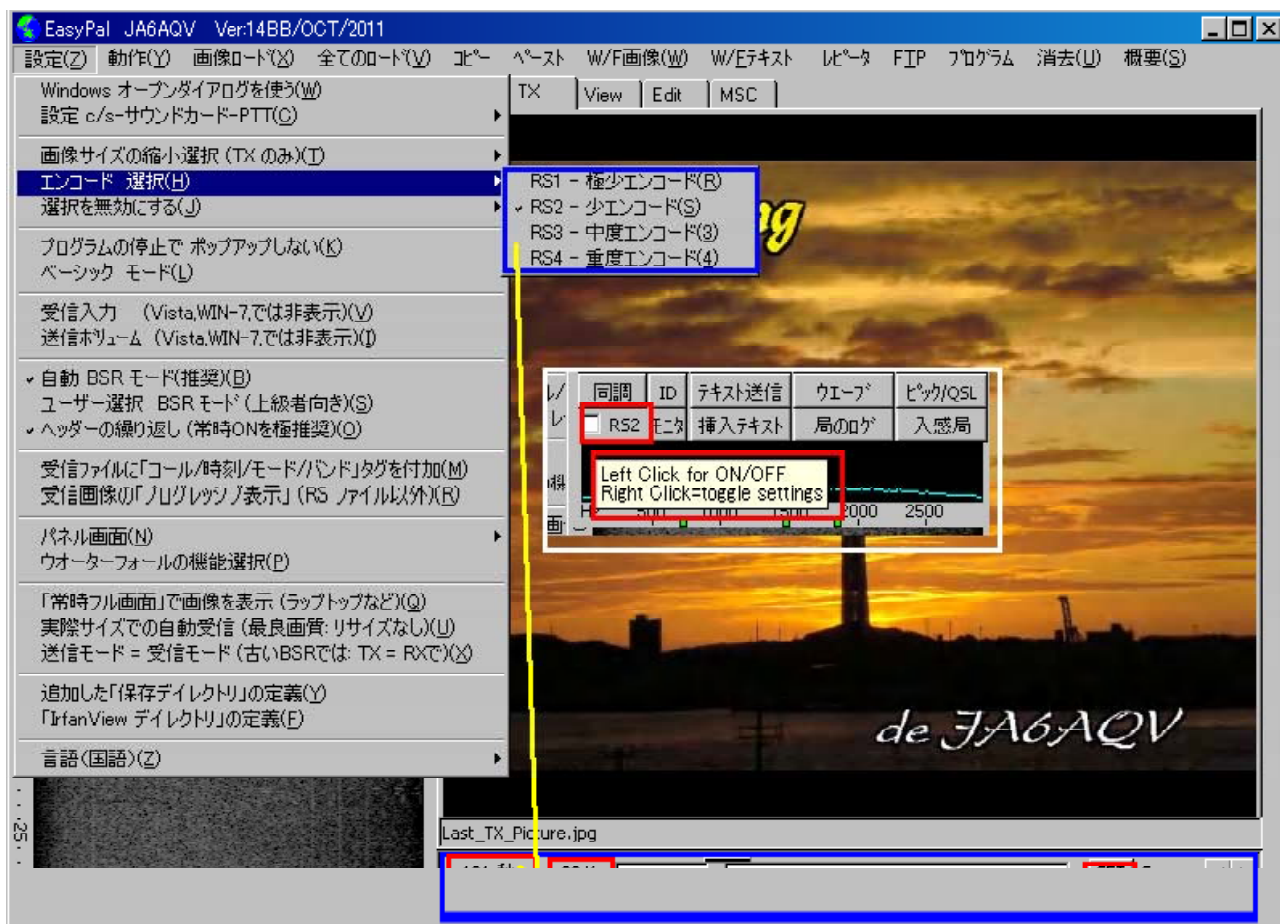 EasyPal JA6AQV Ver:14BB/OCT/2011
設定(Z) 動作(Y) 画像ロード(X) 全てのロード(V) コピー ペースト W/F画像(W) W/Eテキスト レピータ FTP プログラム 消去(U) 概要(S)
TX View Edit MSC
Windows オープンダイアログを使う(W)
設定 c/s-サウンドカード-PTT(C)
画像サイズの縮小選択 (TX のみ)(T)
エンコード 選択(H)
選択を無効にする(J)
プログラムの停止で ポップアップしない(K)
ベーシック モード(L)
受信入力 (Vista,WIN-7,では非表示)(V)
送信ボリューム (Vista,WIN-7,では非表示)(I)
自動 BSR モード(推奨)(B)
ユーザー選択 BSR モード (上級者向き)(S)
ヘッダーの繰り返し (常時ONを極推奨)(O)
受信ファイルに「コール/時刻/モード/バンド」タグを付加(M)
受信画像の「プログレッシブ表示」 (RS ファイル以外)(R)
パネル画面(N)
ウオーターフォールの機能選択(P)
「常時フル画面」で画像を表示 (ラップトップなど)(Q)
実際サイズでの自動受信 (最良画質: リサイズなし)(U)
送信モード = 受信モード (古いBSRでは: TX = RXで)(X)
追加した「保存デイレクトリ」の定義(Y)
「IrfanView デイレクトリ」の定義(F)
言語(国語)(Z)
RS1 - 極少エンコード(R)
RS2 - 少エンコード(S)
RS3 - 中度エンコード(3)
RS4 - 重度エンコード(4)
同調 ID テキスト送信 ウエーブ ピック/QSL
RS2 モニタ 挿入テキスト 局のログ 入感局
Left Click for ON/OFF
Right Click=toggle settings
500 1000 1500 2000 2500
de JA6AQV
-25
Last_TX_Picture.jpg